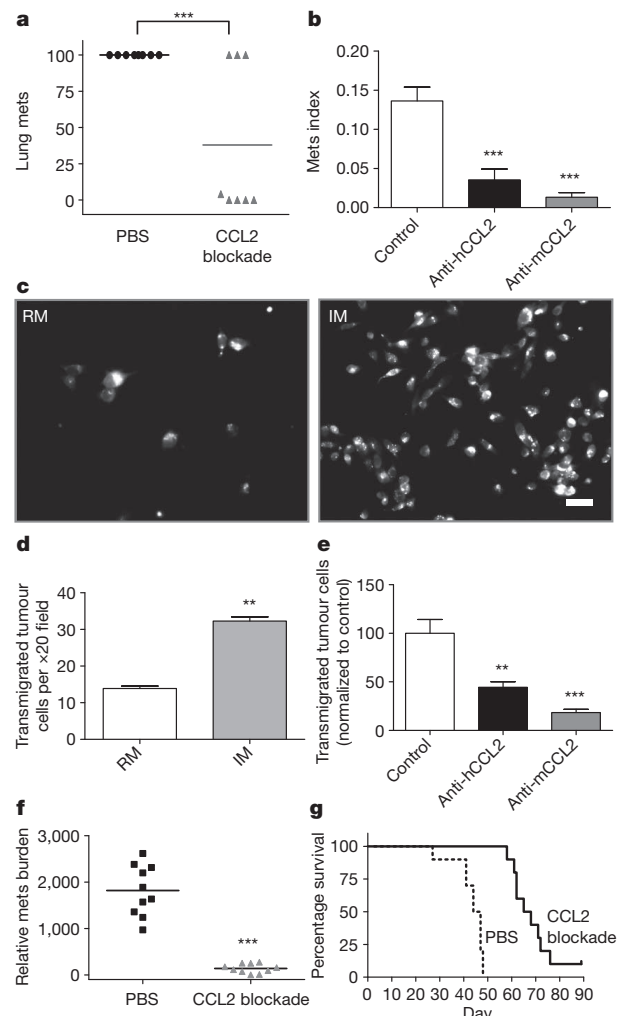 a
***
100
75
50
25
0
Lung mets
PBS
CCL2
blockade
b
0.20
0.15
0.10
0.05
0.00
Mets index
***
***
Control
Anti-hCCL2
Anti-mCCL2
c
RM
IM
d
40
30
20
10
0
Transmigrated tumour
cells per ×20 field
**
RM
IM
e
150
100
50
0
Transmigrated tumour cells
(normalized to control)
**
***
Control
Anti-hCCL2
Anti-mCCL2
f
3,000
2,000
1,000
0
Relative mets burden
***
PBS
CCL2 blockade
g
100
75
50
25
0
Percentage survival
PBS
CCL2
blockade
0 10 20 30 40 50 60 70 80 90
Day